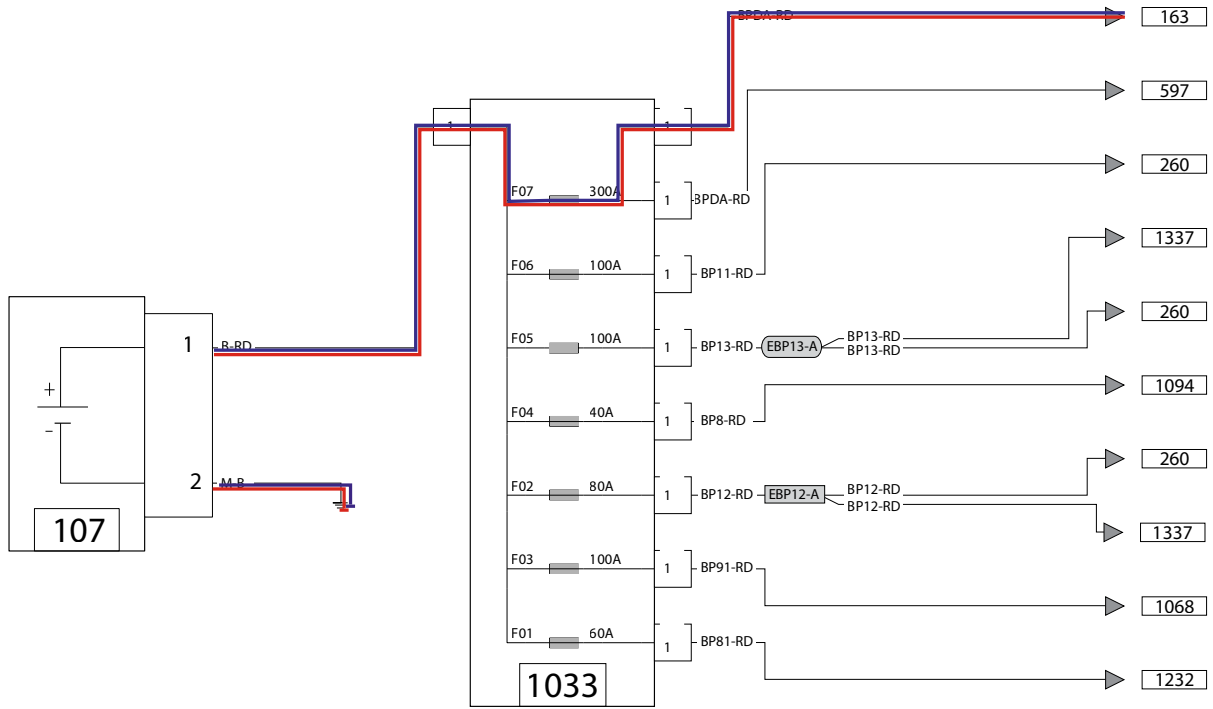 BPDA-RD 163
597
1 1
260
F07 300A 1 BPDA-RD
1337
F06 100A 1 BP11-RD
260
1 B-RD F05 100A 1 BP13-RD EBP13-A BP13-RD
BP13-RD
+
-
1094
F04 40A 1 BP8-RD
260
2 M-B F02 80A 1 BP12-RD EBP12-A BP12-RD
BP12-RD
107
1337
F03 100A 1 BP91-RD
1068
F01 60A 1 BP81-RD
1033
1232